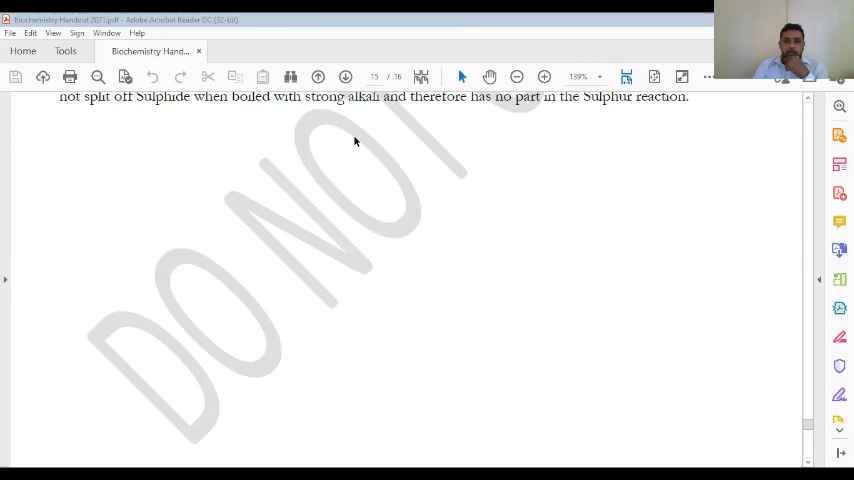 Biochemistry Handout 2021.pdf - Adobe Acrobat Reader DC (32-bit)
File Edit View Sign Window Help
Home Tools Biochemistry Hand... ×
15 / 16 139%
not split off Sulphide when boiled with strong alkali and therefore has no part in the Sulphur reaction.
DO NOT